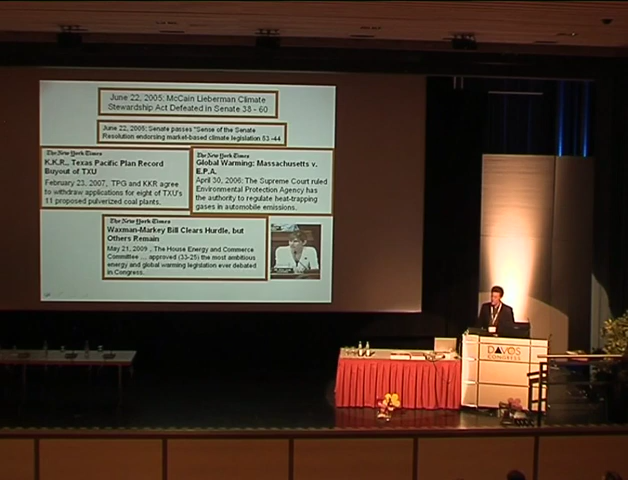 June 22, 2005; McCain Lieberman Climate
Stewardship Act Defeated in Senate 38 - 60
June 22, 2005; Senate passes "Sense of the Senate
Resolution endorsing market-based climate legislation 53 -44
The New York Times
K.K.R., Texas Pacific Plan Record
Buyout of TXU
February 23, 2007, TPG and KKR agree
to withdraw applications for eight of TXU's
11 proposed pulverized coal plants.
The New York Times
Global Warming: Massachusetts v.
E.P.A.
April 30, 2006: The Supreme Court ruled
Environmental Protection Agency has
the authority to regulate heat-trapping
gases in automobile emissions.
The New York Times
Waxman-Markey Bill Clears Hurdle, but
Others Remain
May 21, 2009 , The House Energy and Commerce
Committee ... approved (33-25) the most ambitious
energy and global warming legislation ever debated
in Congress.
DAVOS
CONGRESS